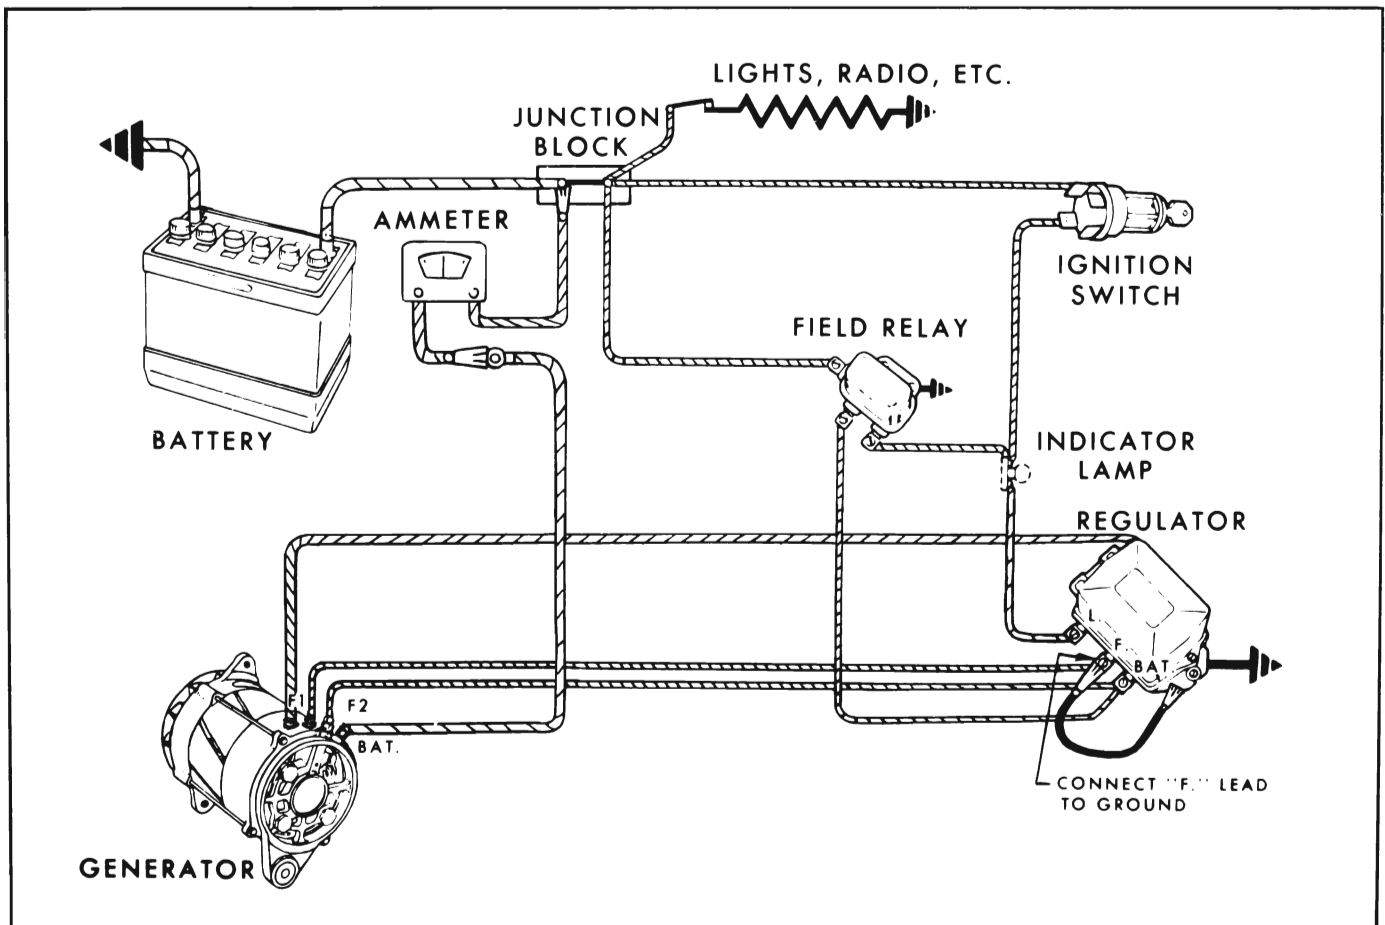 LIGHTS, RADIO, ETC.
JUNCTION
BLOCK
AMMETER
IGNITION
SWITCH
FIELD RELAY
BATTERY
INDICATOR
LAMP
REGULATOR
L
F.
BAT.
F1
F2
BAT.
CONNECT "F." LEAD
TO GROUND
GENERATOR